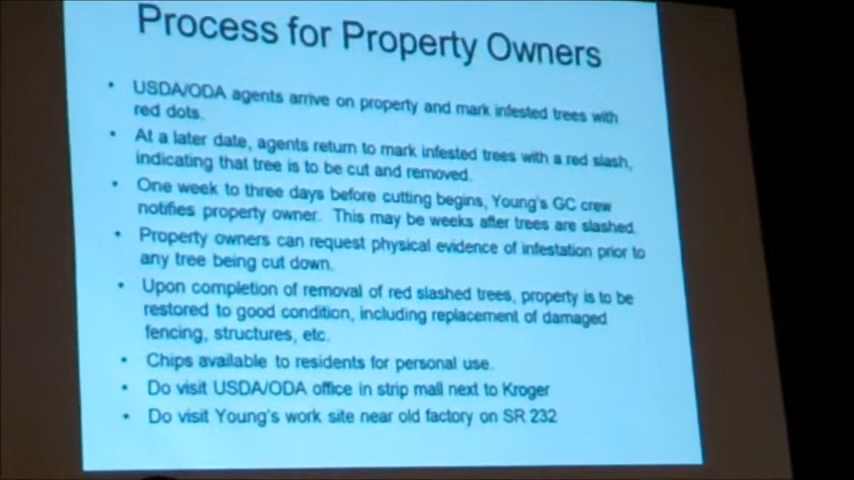 Process for Property Owners
• USDA/ODA agents arrive on property and mark infested trees with
red dots.
• At a later date, agents return to mark infested trees with a red slash,
indicating that tree is to be cut and removed.
• One week to three days before cutting begins, Young's GC crew
notifies property owner. This may be weeks after trees are slashed.
• Property owners can request physical evidence of infestation prior to
any tree being cut down.
• Upon completion of removal of red slashed trees, property is to be
restored to good condition, including replacement of damaged
fencing, structures, etc.
• Chips available to residents for personal use.
• Do visit USDA/ODA office in strip mall next to Kroger
• Do visit Young's work site near old factory on SR 232